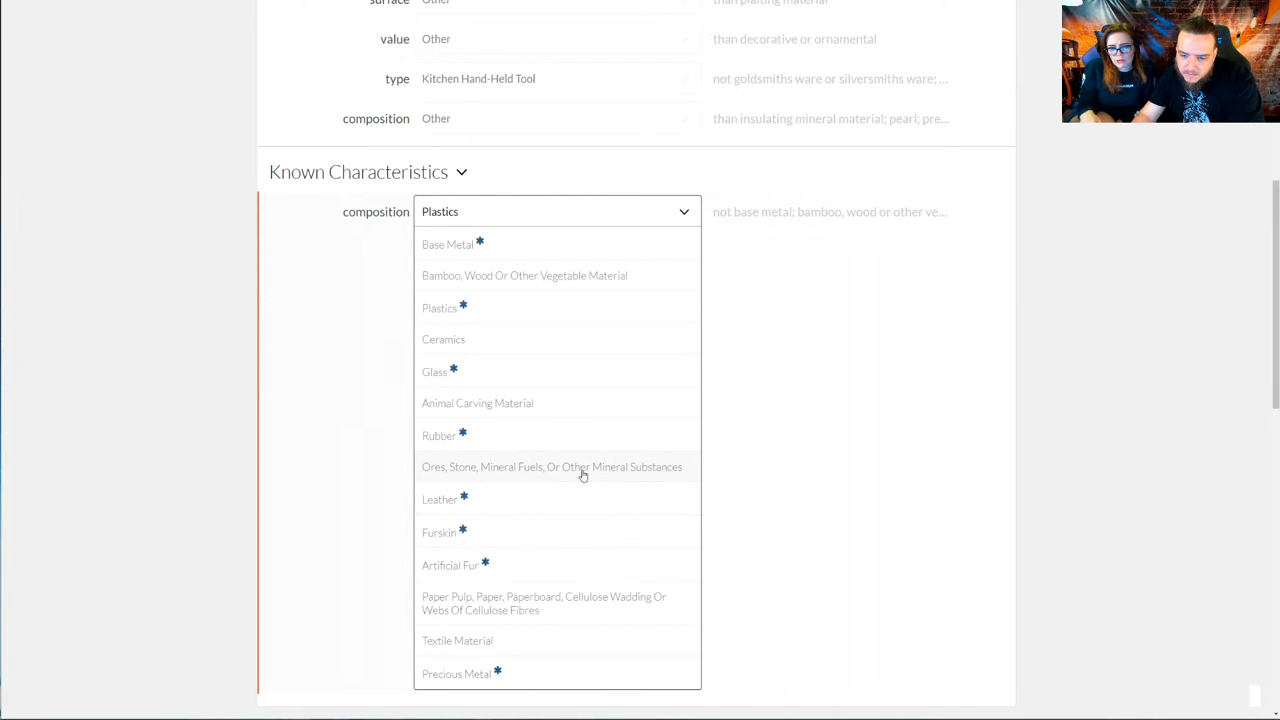 surface Other than plaiting material
value Other than decorative or ornamental
type Kitchen Hand-Held Tool not goldsmiths ware or silversmiths ware; ...
composition Other than insulating mineral material; pearl; pre...
Known Characteristics
composition Plastics not base metal; bamboo, wood or other ve...
Base Metal *
Bamboo, Wood Or Other Vegetable Material
Plastics *
Ceramics
Glass *
Animal Carving Material
Rubber *
Ores, Stone, Mineral Fuels, Or Other Mineral Substances
Leather *
Furskin *
Artificial Fur *
Paper Pulp, Paper, Paperboard, Cellulose Wadding Or
Webs Of Cellulose Fibres
Textile Material
Precious Metal *